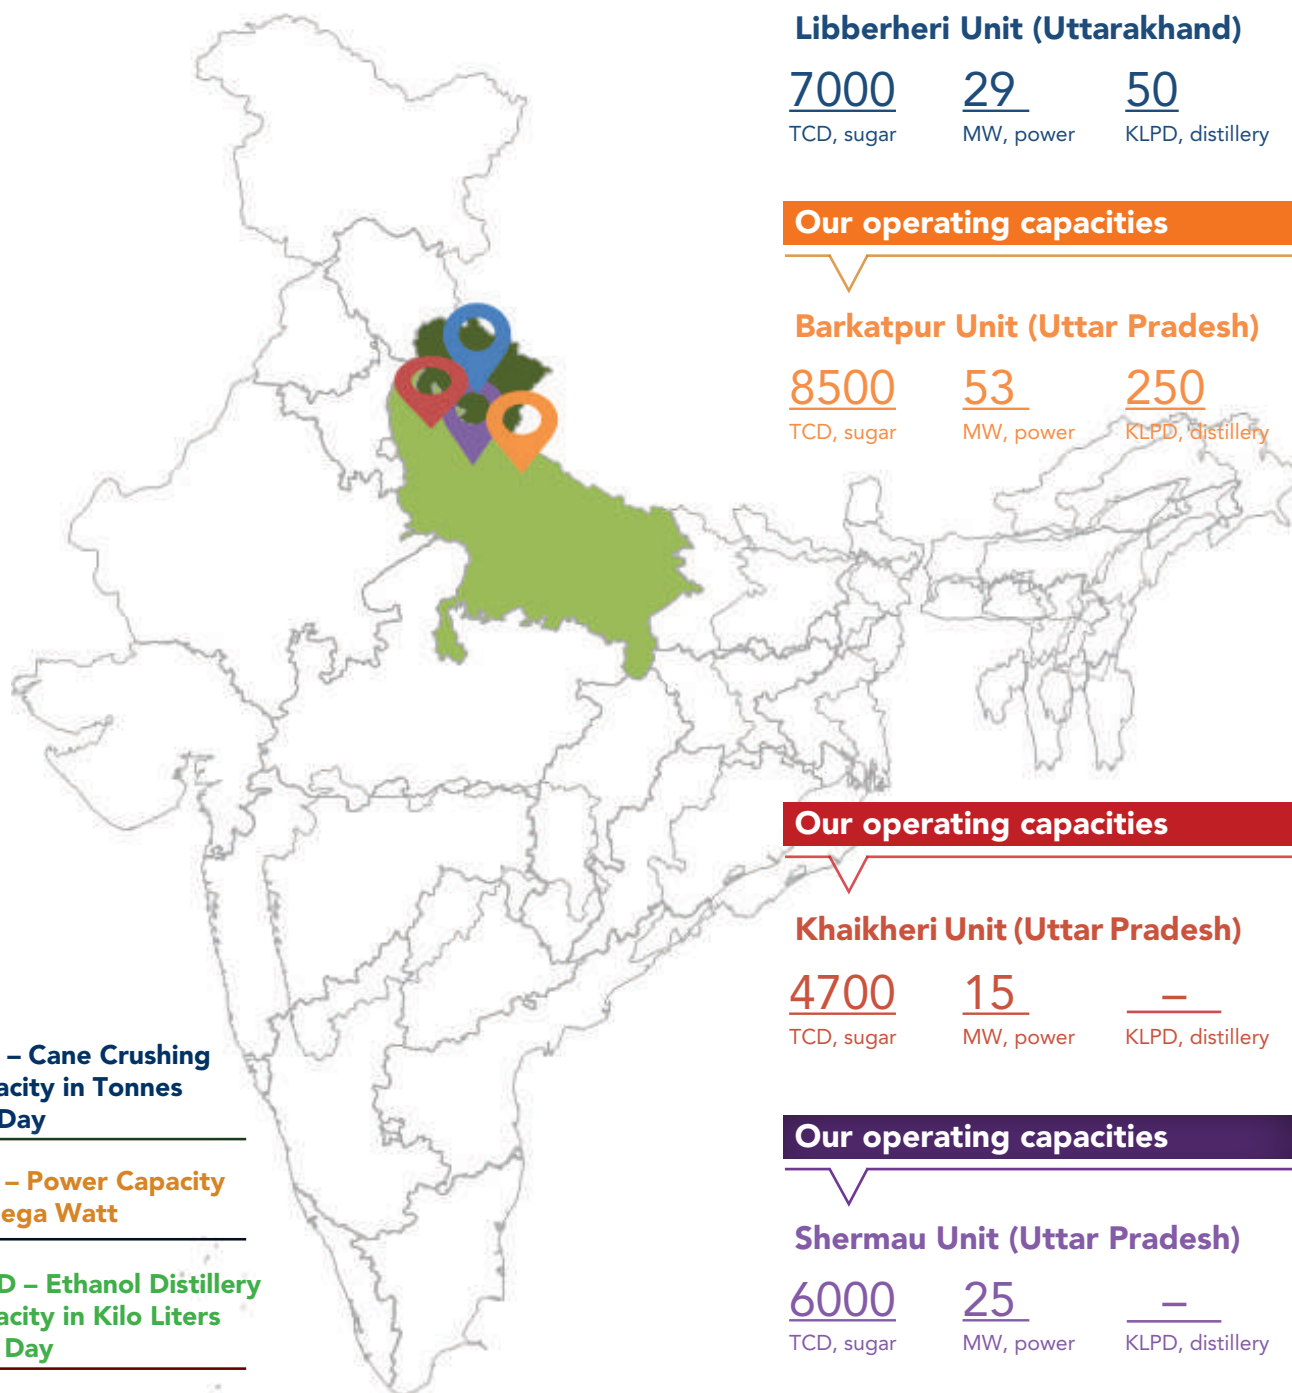 Libberheri Unit (Uttarakhand)
7000 29 50
TCD, sugar MW, power KLPD, distillery
Our operating capacities
Barkatpur Unit (Uttar Pradesh)
8500 53 250
TCD, sugar MW, power KLPD, distillery
Our operating capacities
Khaikheri Unit (Uttar Pradesh)
4700 15 –
TCD, sugar MW, power KLPD, distillery
Our operating capacities
Shermau Unit (Uttar Pradesh)
6000 25 –
TCD, sugar MW, power KLPD, distillery
– Cane Crushing
acity in Tonnes
Day
– Power Capacity
ega Watt
D – Ethanol Distillery
acity in Kilo Liters
Day